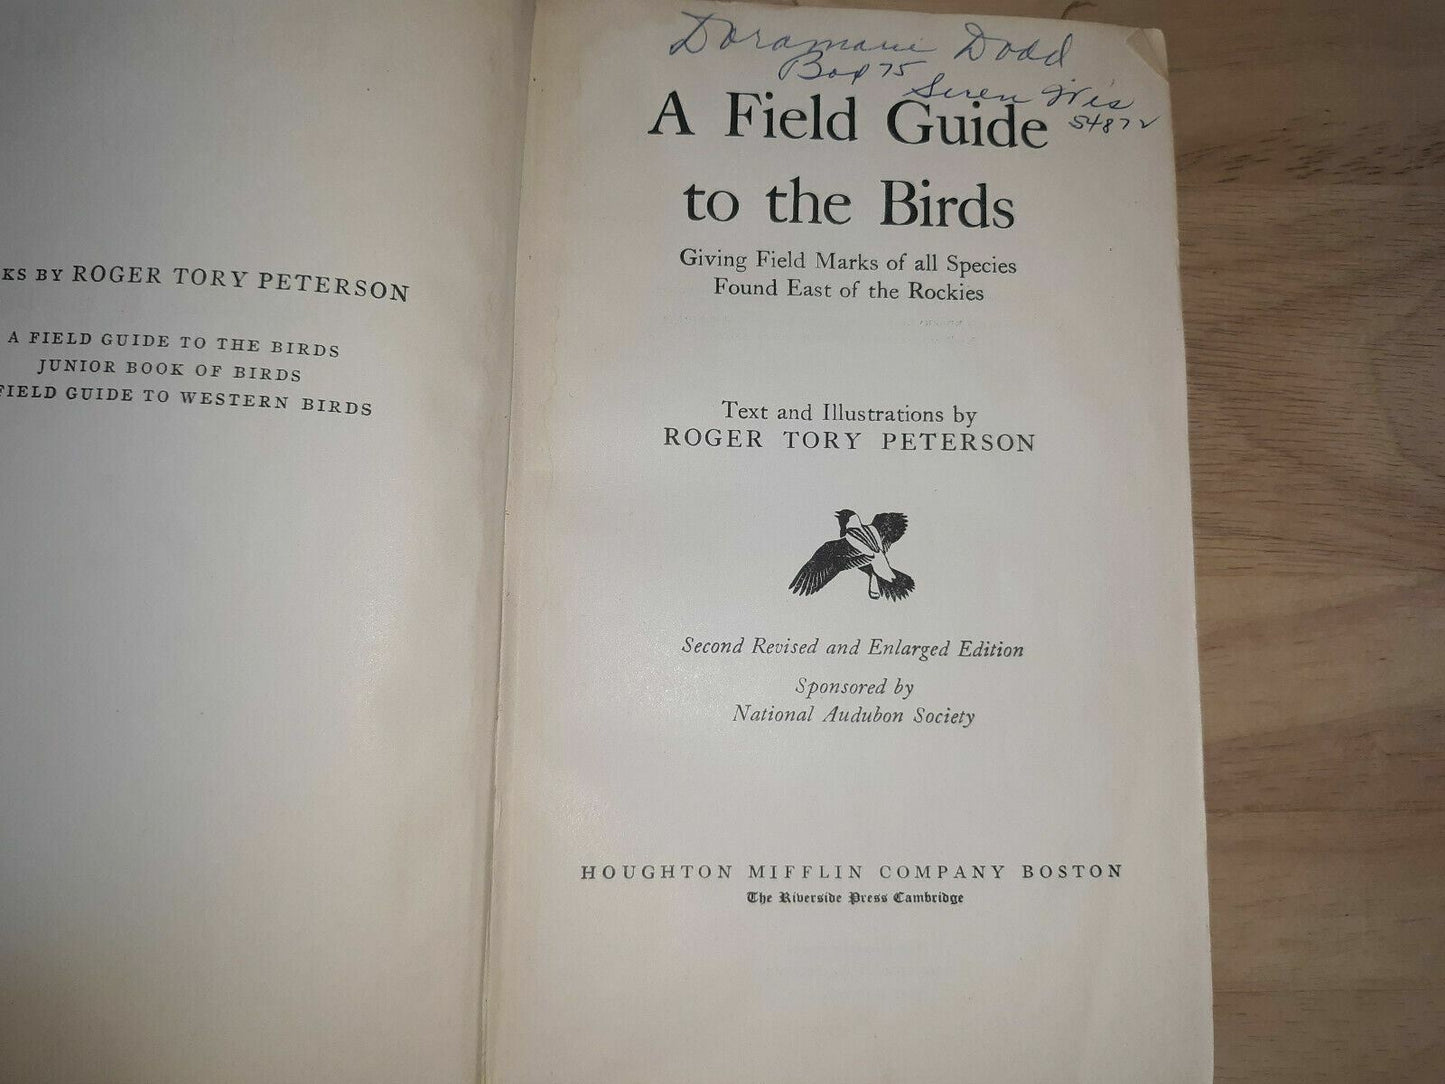 KS BY ROGER TORY PETERSON
A FIELD GUIDE TO THE BIRDS
JUNIOR BOOK OF BIRDS
FIELD GUIDE TO WESTERN BIRDS
Doramarie Dodd
Box 75
Siren Wis
54872
A Field Guide
to the Birds
Giving Field Marks of all Species
Found East of the Rockies
Text and Illustrations by
ROGER TORY PETERSON
Second Revised and Enlarged Edition
Sponsored by
National Audubon Society
HOUGHTON MIFFLIN COMPANY BOSTON
The Riverside Press Cambridge